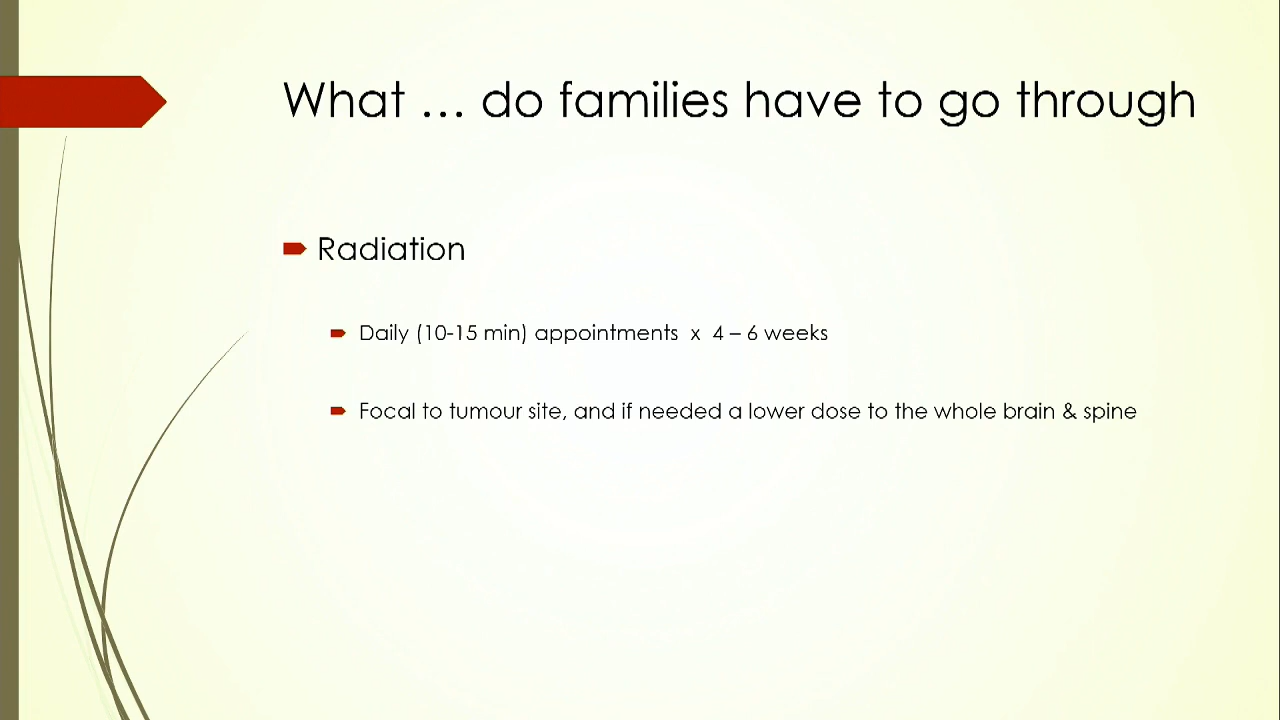 What … do families have to go through
Radiation
Daily (10-15 min) appointments x 4 – 6 weeks
Focal to tumour site, and if needed a lower dose to the whole brain & spine